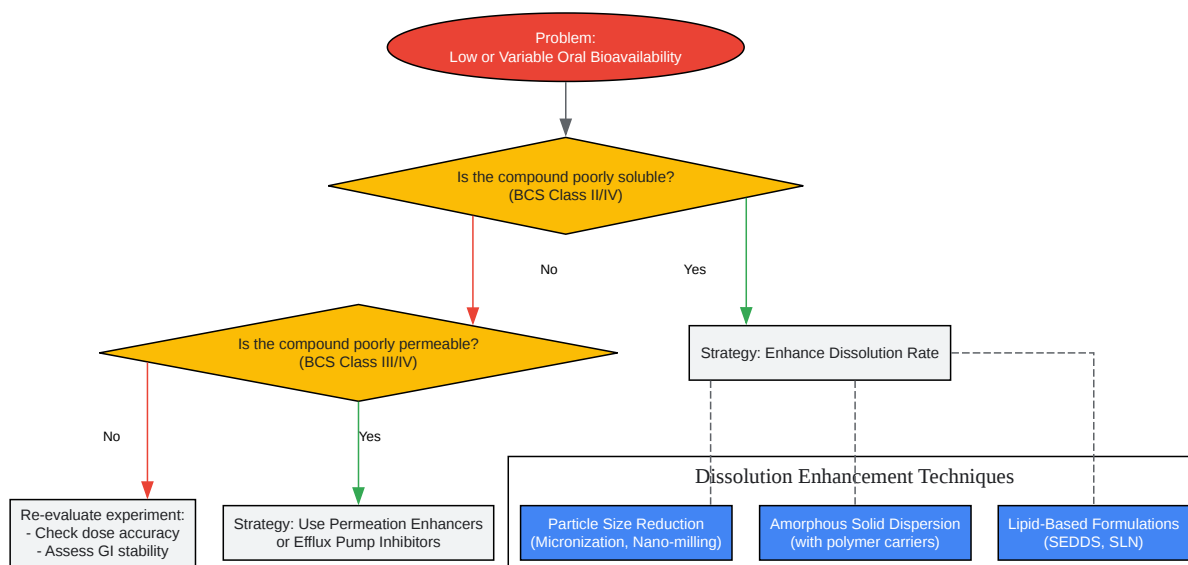 Problem:
Low or Variable Oral Bioavailability
Is the compound poorly soluble?
(BCS Class II/IV)
No
Yes
Is the compound poorly permeable?
(BCS Class III/IV)
Strategy: Enhance Dissolution Rate
No
Yes
Dissolution Enhancement Techniques
Re-evaluate experiment:
- Check dose accuracy
- Assess GI stability
Strategy: Use Permeation Enhancers
or Efflux Pump Inhibitors
Particle Size Reduction
(Micronization, Nano-milling)
Amorphous Solid Dispersion
(with polymer carriers)
Lipid-Based Formulations
(SEDDS, SLN)